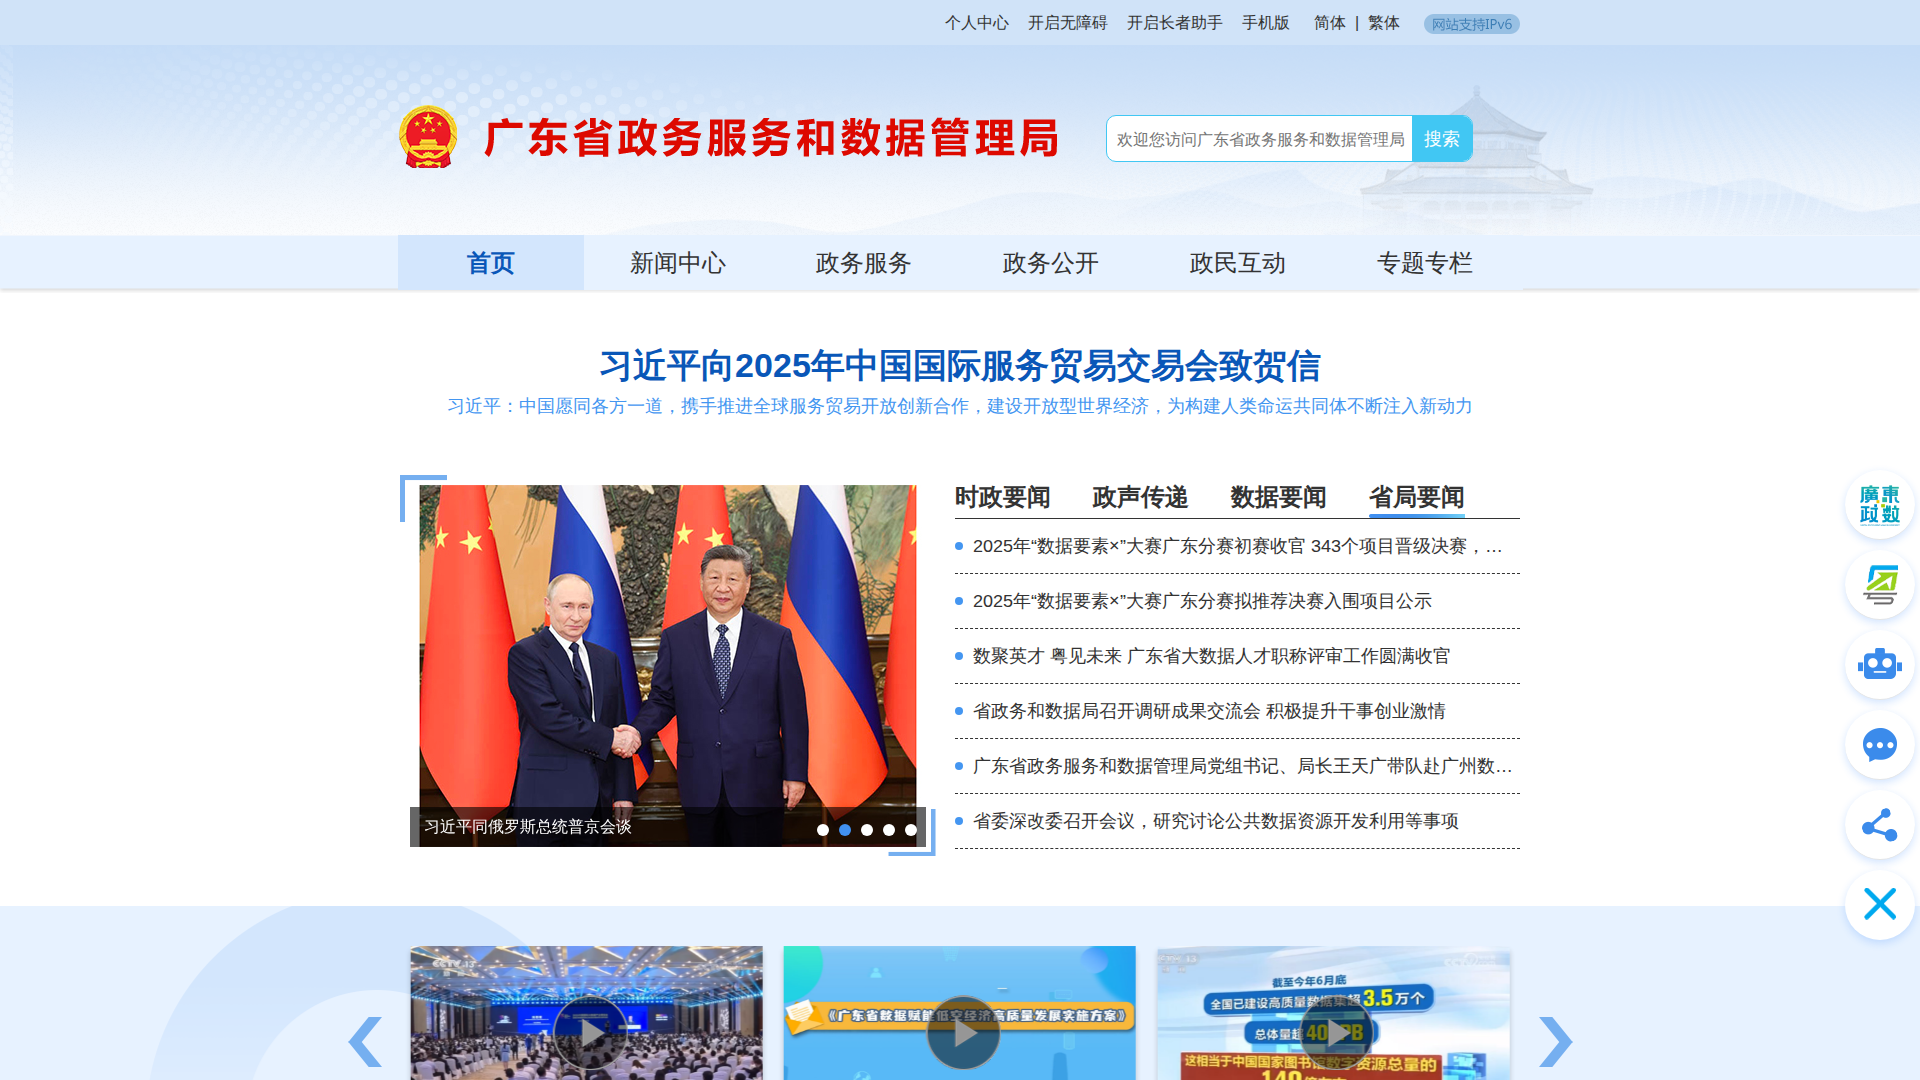 个人中心 开启无障碍 开启长者助手 手机版 简体 | 繁体 网站支持IPv6
广东省政务服务和数据管理局
欢迎您访问广东省政务服务和数据管理局 搜索
首页 新闻中心 政务服务 政务公开 政民互动 专题专栏
习近平向2025年中国国际服务贸易交易会致贺信
习近平：中国愿同各方一道，携手推进全球服务贸易开放创新合作，建设开放型世界经济，为构建人类命运共同体不断注入新动力
时政要闻 政声传递 数据要闻 省局要闻
2025年“数据要素×”大赛广东分赛初赛收官 343个项目晋级决赛，…
2025年“数据要素×”大赛广东分赛拟推荐决赛入围项目公示
数聚英才 粤见未来 广东省大数据人才职称评审工作圆满收官
省政务和数据局召开调研成果交流会 积极提升干事创业激情
广东省政务服务和数据管理局党组书记、局长王天广带队赴广州数…
省委深改委召开会议，研究讨论公共数据资源开发利用等事项
习近平同俄罗斯总统普京会谈
廣東
政数
CCTV 13
《广东省数据赋能低空经济高质量发展实施方案》
截至今年6月底
全国已建设高质量数据集超3.5万个
总体量超
这相当于中国国家图书馆数字资源总量的